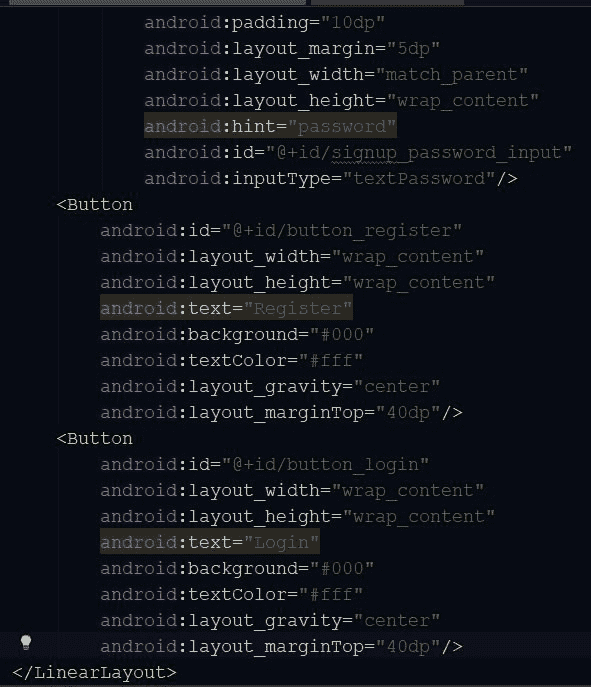 android:padding="10dp"
android:layout_margin="5dp"
android:layout_width="match_parent"
android:layout_height="wrap_content"
android:hint="password"
android:id="@+id/signup_password_input"
android:inputType="textPassword"/>
<Button
android:id="@+id/button_register"
android:layout_width="wrap_content"
android:layout_height="wrap_content"
android:text="Register"
android:background="#000"
android:textColor="#fff"
android:layout_gravity="center"
android:layout_marginTop="40dp"/>
<Button
android:id="@+id/button_login"
android:layout_width="wrap_content"
android:layout_height="wrap_content"
android:text="Login"
android:background="#000"
android:textColor="#fff"
android:layout_gravity="center"
android:layout_marginTop="40dp"/>
</LinearLayout>